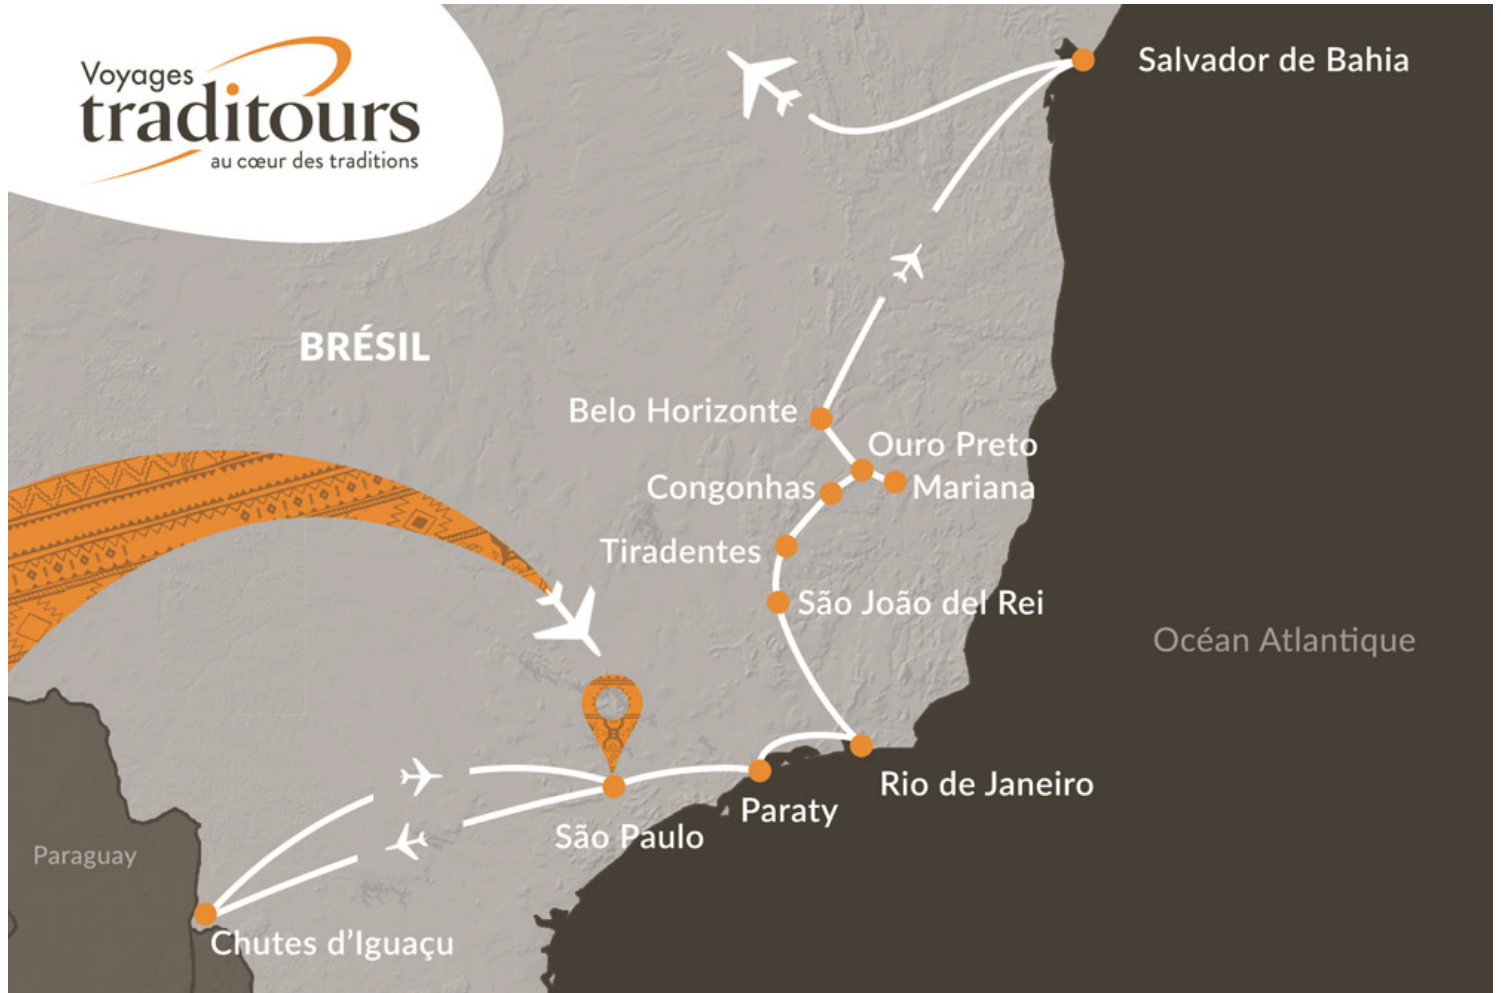 Voyages
traditours
au cœur des traditions
Salvador de Bahia
BRÉSIL
Belo Horizonte
Ouro Preto
Congonhas
Mariana
Tiradentes
São João del Rei
Océan Atlantique
Rio de Janeiro
Paraty
São Paulo
Paraguay
Chutes d'Iguaçu